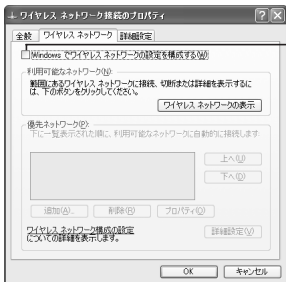 ワイヤレス ネットワーク接続のプロパティ
全般 ワイヤレス ネットワーク 詳細設定
Windows でワイヤレス ネットワークの設定を構成する(W)
利用可能なネットワーク(N):
範囲にあるワイヤレス ネットワークに接続、切断または詳細を表示するに
は、下のボタンをクリックしてください。
ワイヤレス ネットワークの表示
優先ネットワーク(P):
下に一覧表示された順に、利用可能なネットワークに自動的に接続します
上へ(U)
下へ(D)
追加(A)... 削除(R) プロパティ(O)
ワイヤレス ネットワーク構成の設定
についての詳細を表示します。
詳細設定(V)
OK キャンセル